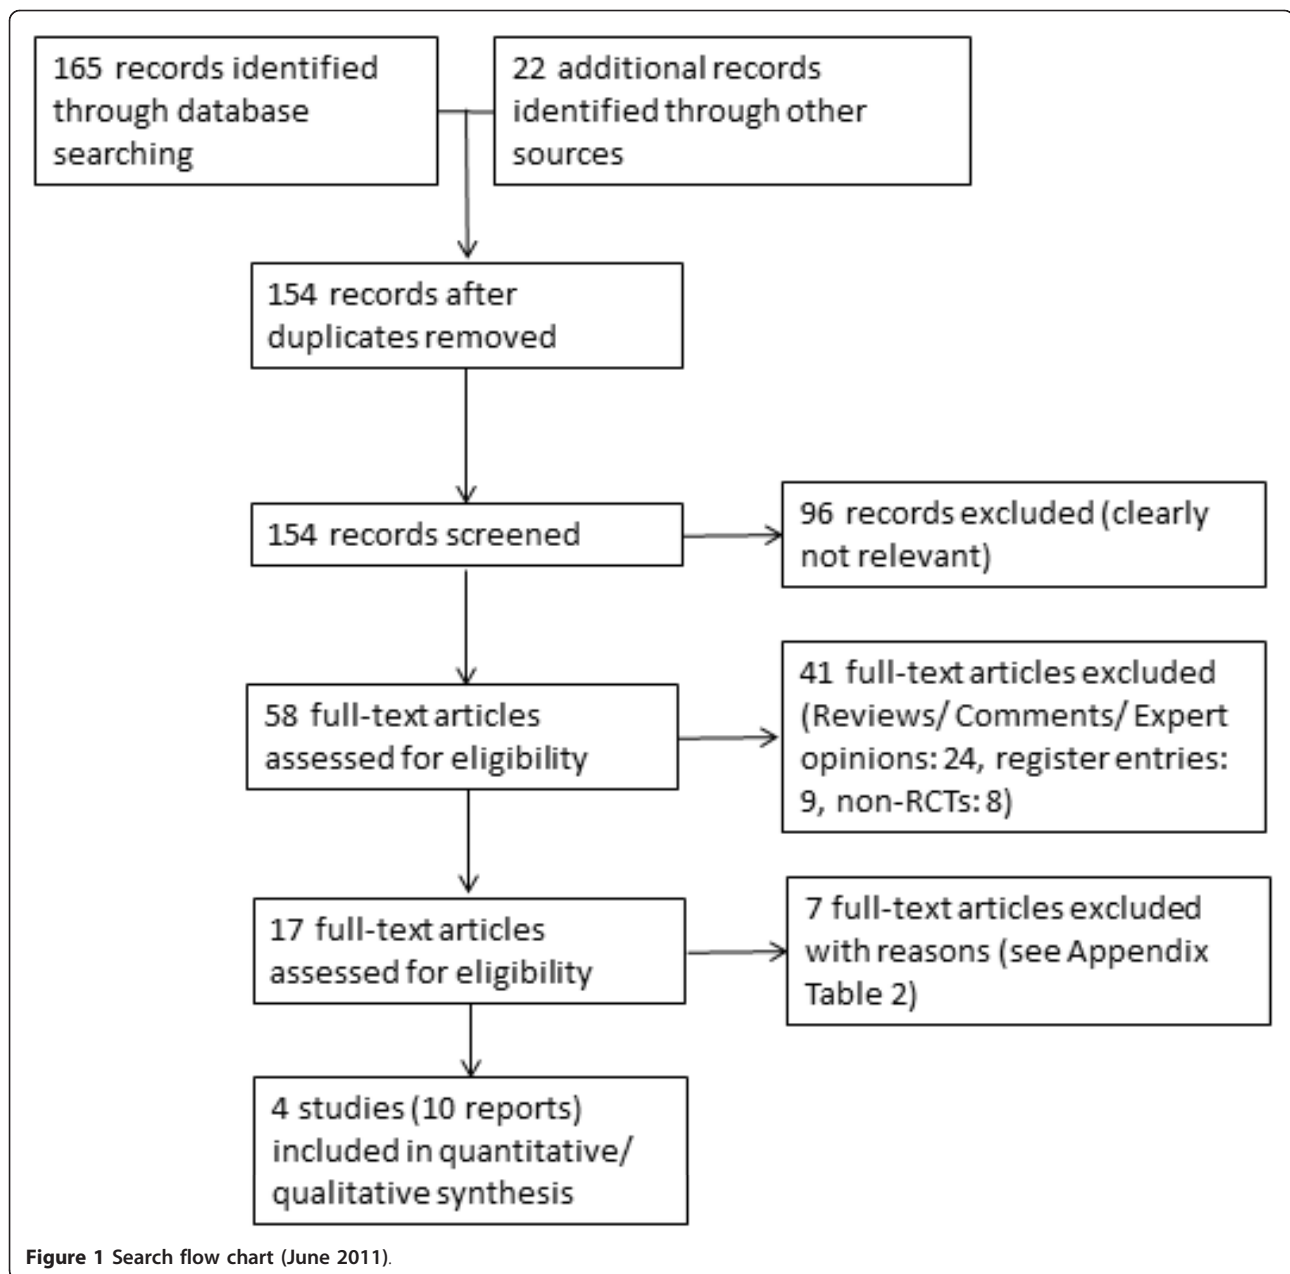 165 records identified
through database
searching
22 additional records
identified through other
sources
154 records after
duplicates removed
154 records screened
96 records excluded (clearly
not relevant)
58 full-text articles
assessed for eligibility
41 full-text articles excluded
(Reviews/ Comments/ Expert
opinions: 24, register entries:
9, non-RCTs: 8)
17 full-text articles
assessed for eligibility
7 full-text articles excluded
with reasons (see Appendix
Table 2)
4 studies (10 reports)
included in quantitative/
qualitative synthesis
Figure 1 Search flow chart (June 2011).